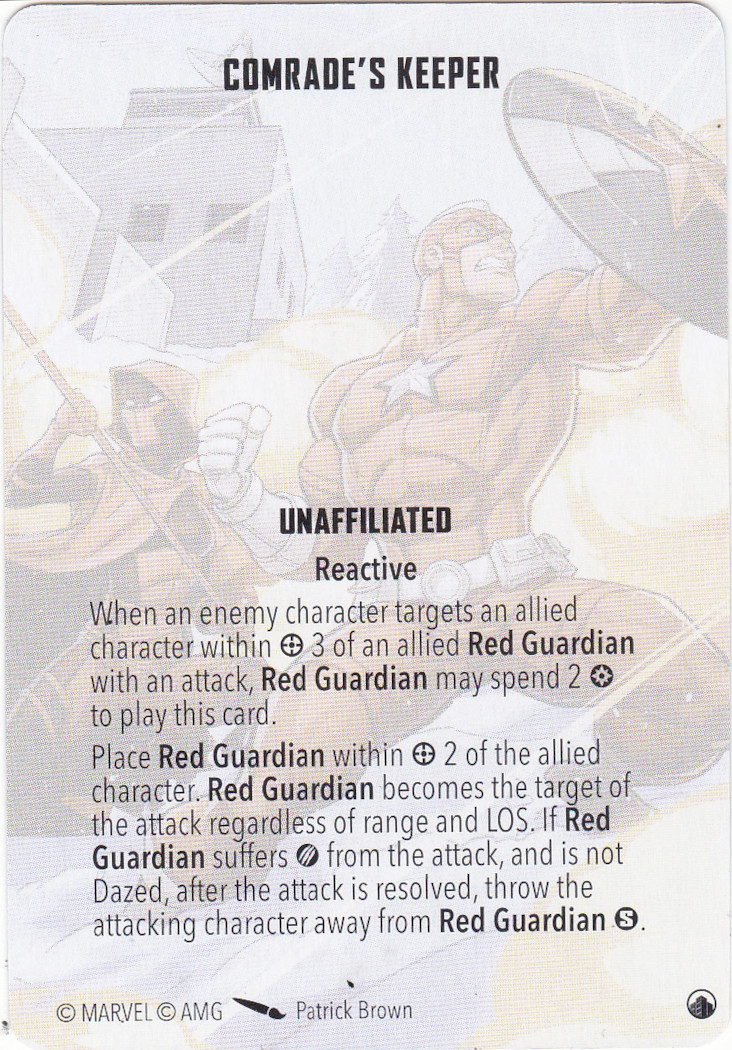 COMRADE'S KEEPER
UNAFFILIATED
Reactive
When an enemy character targets an allied
character within 3 of an allied Red Guardian
with an attack, Red Guardian may spend 2
to play this card.
Place Red Guardian within 2 of the allied
character. Red Guardian becomes the target of
the attack regardless of range and LOS. If Red
Guardian suffers from the attack, and is not
Dazed, after the attack is resolved, throw the
attacking character away from Red Guardian S.
© MARVEL © AMG Patrick Brown